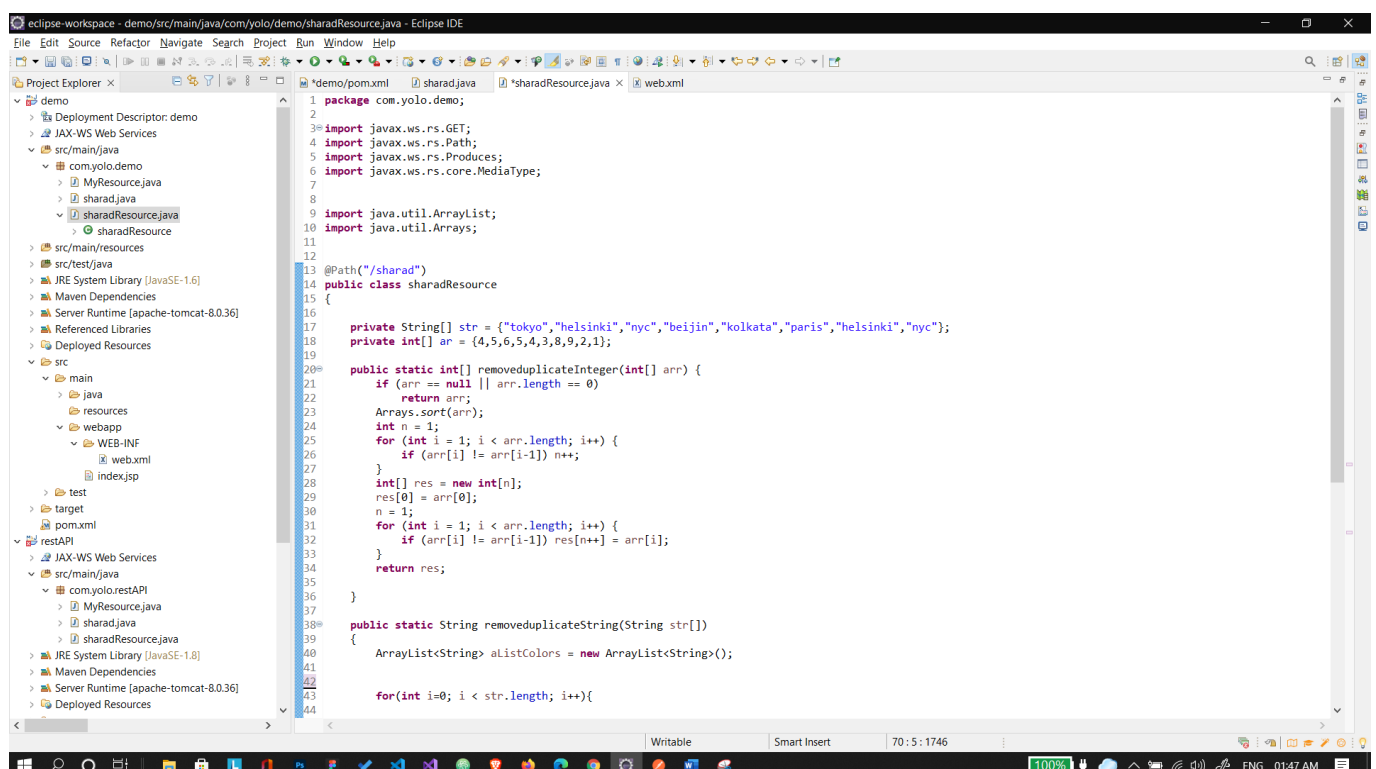 eclipse-workspace - demo/src/main/java/com/yolo/demo/sharadResource.java - Eclipse IDE
File Edit Source Refactor Navigate Search Project Run Window Help
Project Explorer
*demo/pom.xml sharad.java *sharadResource.java web.xml
demo
Deployment Descriptor: demo
JAX-WS Web Services
src/main/java
com.yolo.demo
MyResource.java
sharad.java
sharadResource.java
sharadResource
src/main/resources
src/test/java
JRE System Library [JavaSE-1.6]
Maven Dependencies
Server Runtime [apache-tomcat-8.0.36]
Referenced Libraries
Deployed Resources
src
main
java
resources
webapp
WEB-INF
web.xml
index.jsp
test
target
pom.xml
restAPI
JAX-WS Web Services
src/main/java
com.yolo.restAPI
MyResource.java
sharad.java
sharadResource.java
JRE System Library [JavaSE-1.8]
Maven Dependencies
Server Runtime [apache-tomcat-8.0.36]
Deployed Resources
1 package com.yolo.demo;
2
3 import javax.ws.rs.GET;
4 import javax.ws.rs.Path;
5 import javax.ws.rs.Produces;
6 import javax.ws.rs.core.MediaType;
7
8
9 import java.util.ArrayList;
10 import java.util.Arrays;
11
12
13 @Path("/sharad")
14 public class sharadResource
15 {
16
17 private String[] str = {"tokyo","helsinki","nyc","beijin","kolkata","paris","helsinki","nyc"};
18 private int[] ar = {4,5,6,5,4,3,8,9,2,1};
19
20 public static int[] removeduplicateInteger(int[] arr) {
21 if (arr == null || arr.length == 0)
22 return arr;
23 Arrays.sort(arr);
24 int n = 1;
25 for (int i = 1; i < arr.length; i++) {
26 if (arr[i] != arr[i-1]) n++;
27 }
28 int[] res = new int[n];
29 res[0] = arr[0];
30 n = 1;
31 for (int i = 1; i < arr.length; i++) {
32 if (arr[i] != arr[i-1]) res[n++] = arr[i];
33 }
34 return res;
35
36 }
37
38 public static String removeduplicateString(String str[])
39 {
40 ArrayList<String> aListColors = new ArrayList<String>();
41
42
43 for(int i=0; i < str.length; i++){
44
Writable Smart Insert 70 : 5 : 1746
100% ENG 01:47 AM